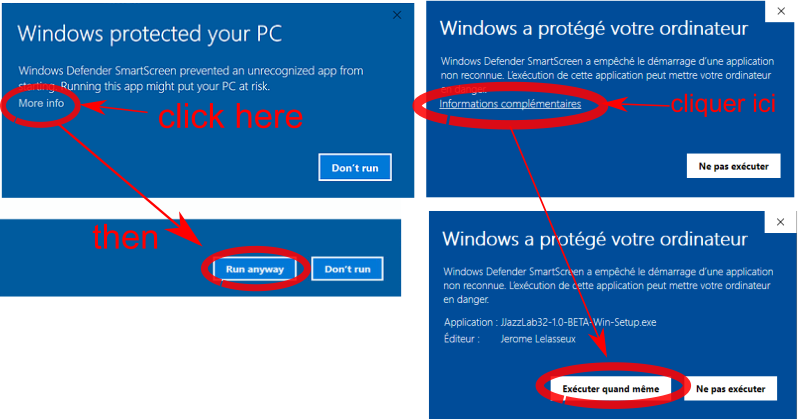 Windows protected your PC
Windows Defender SmartScreen prevented an unrecognized app from
starting. Running this app might put your PC at risk.
More info
click here
Don't run
then
Run anyway
Don't run
Windows a protégé votre ordinateur
Windows Defender SmartScreen a empêché le démarrage d'une application
non reconnue. L'exécution de cette application peut mettre votre ordinateur
en danger.
Informations complémentaires
cliquer ici
Ne pas exécuter
Windows a protégé votre ordinateur
Windows Defender SmartScreen a empêché le démarrage d'une application
non reconnue. L'exécution de cette application peut mettre votre ordinateur
en danger.
Application : JJazzLab32-1.0-BETA-Win-Setup.exe
Éditeur : Jerome Lelasseux
Exécuter quand même
Ne pas exécuter